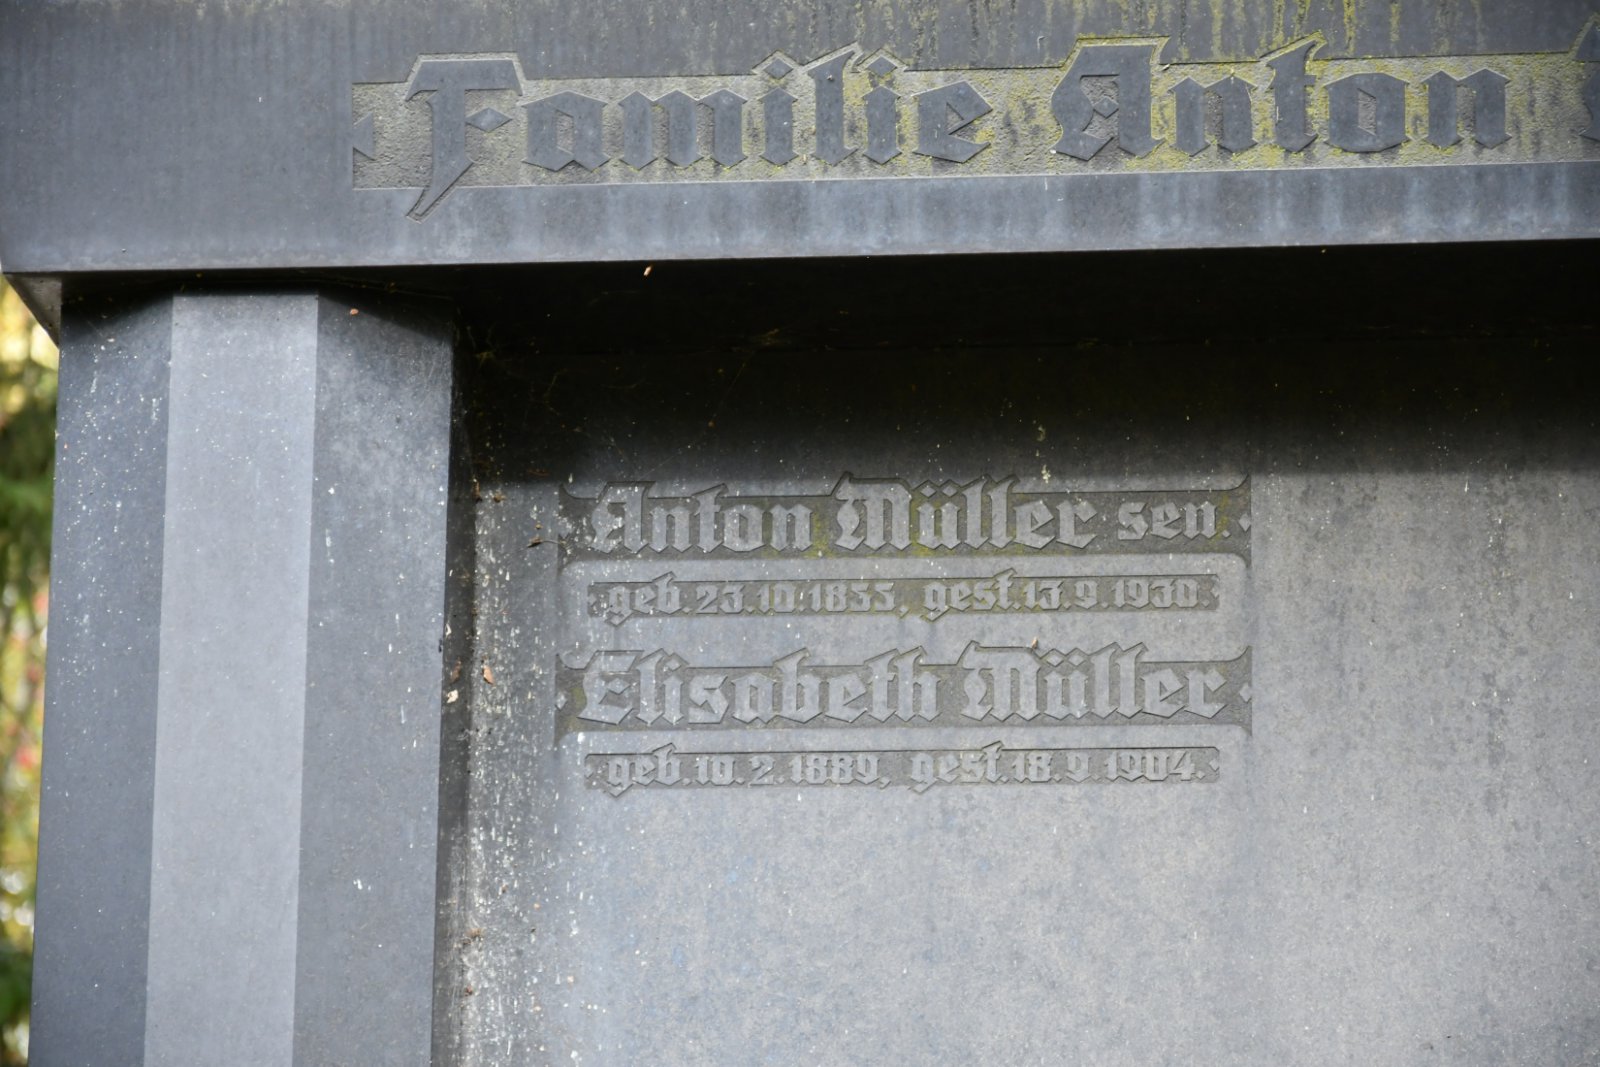 Familie Anton
Anton Müller sen.
geb. 23.10.1855, gest. 13.9.1930.
Elisabeth Müller
geb. 10.2.1889, gest. 18.9.1904.